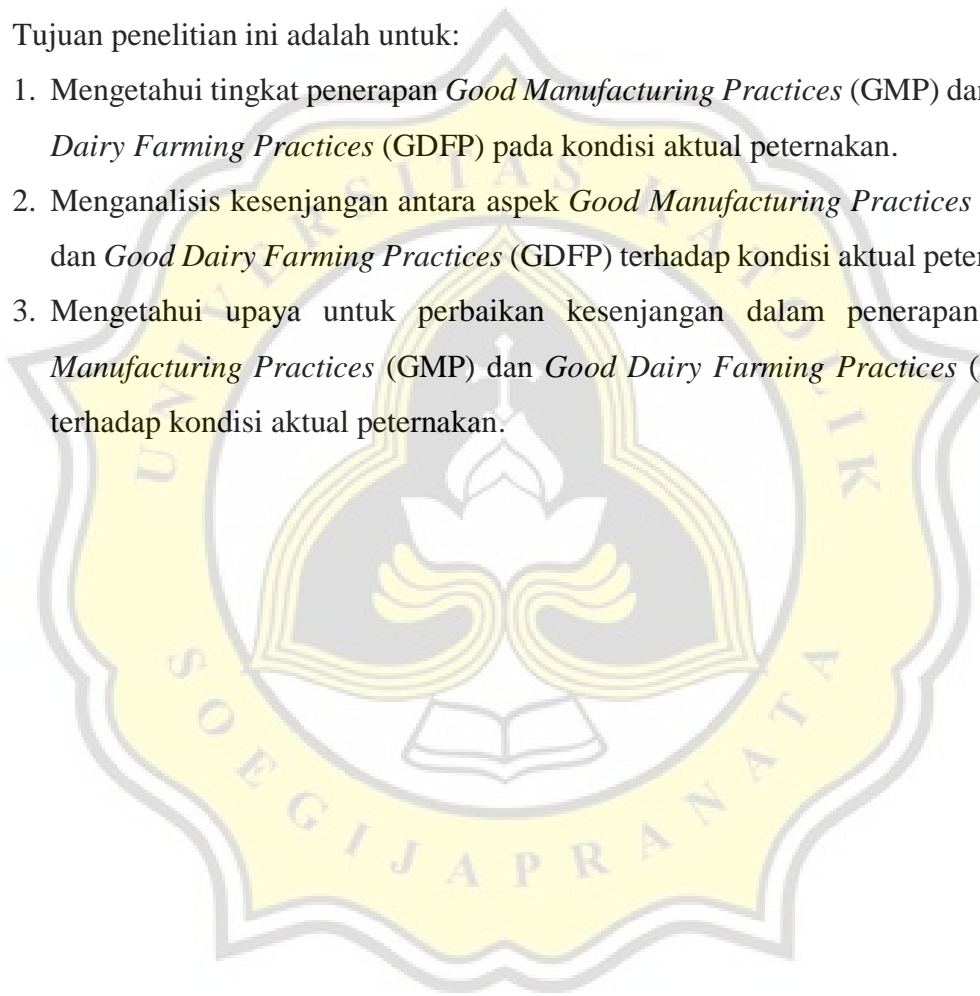 Tujuan penelitian ini adalah untuk:
1. Mengetahui tingkat penerapan Good Manufacturing Practices (GMP) dan
Dairy Farming Practices (GDFP) pada kondisi aktual peternakan.
2. Menganalisis kesenjangan antara aspek Good Manufacturing Practices
dan Good Dairy Farming Practices (GDFP) terhadap kondisi aktual peter
3. Mengetahui upaya untuk perbaikan kesenjangan dalam penerapan
Manufacturing Practices (GMP) dan Good Dairy Farming Practices (
terhadap kondisi aktual peternakan.
UNIVERSITAS KATOLIK
SOEGIJAPRANATA